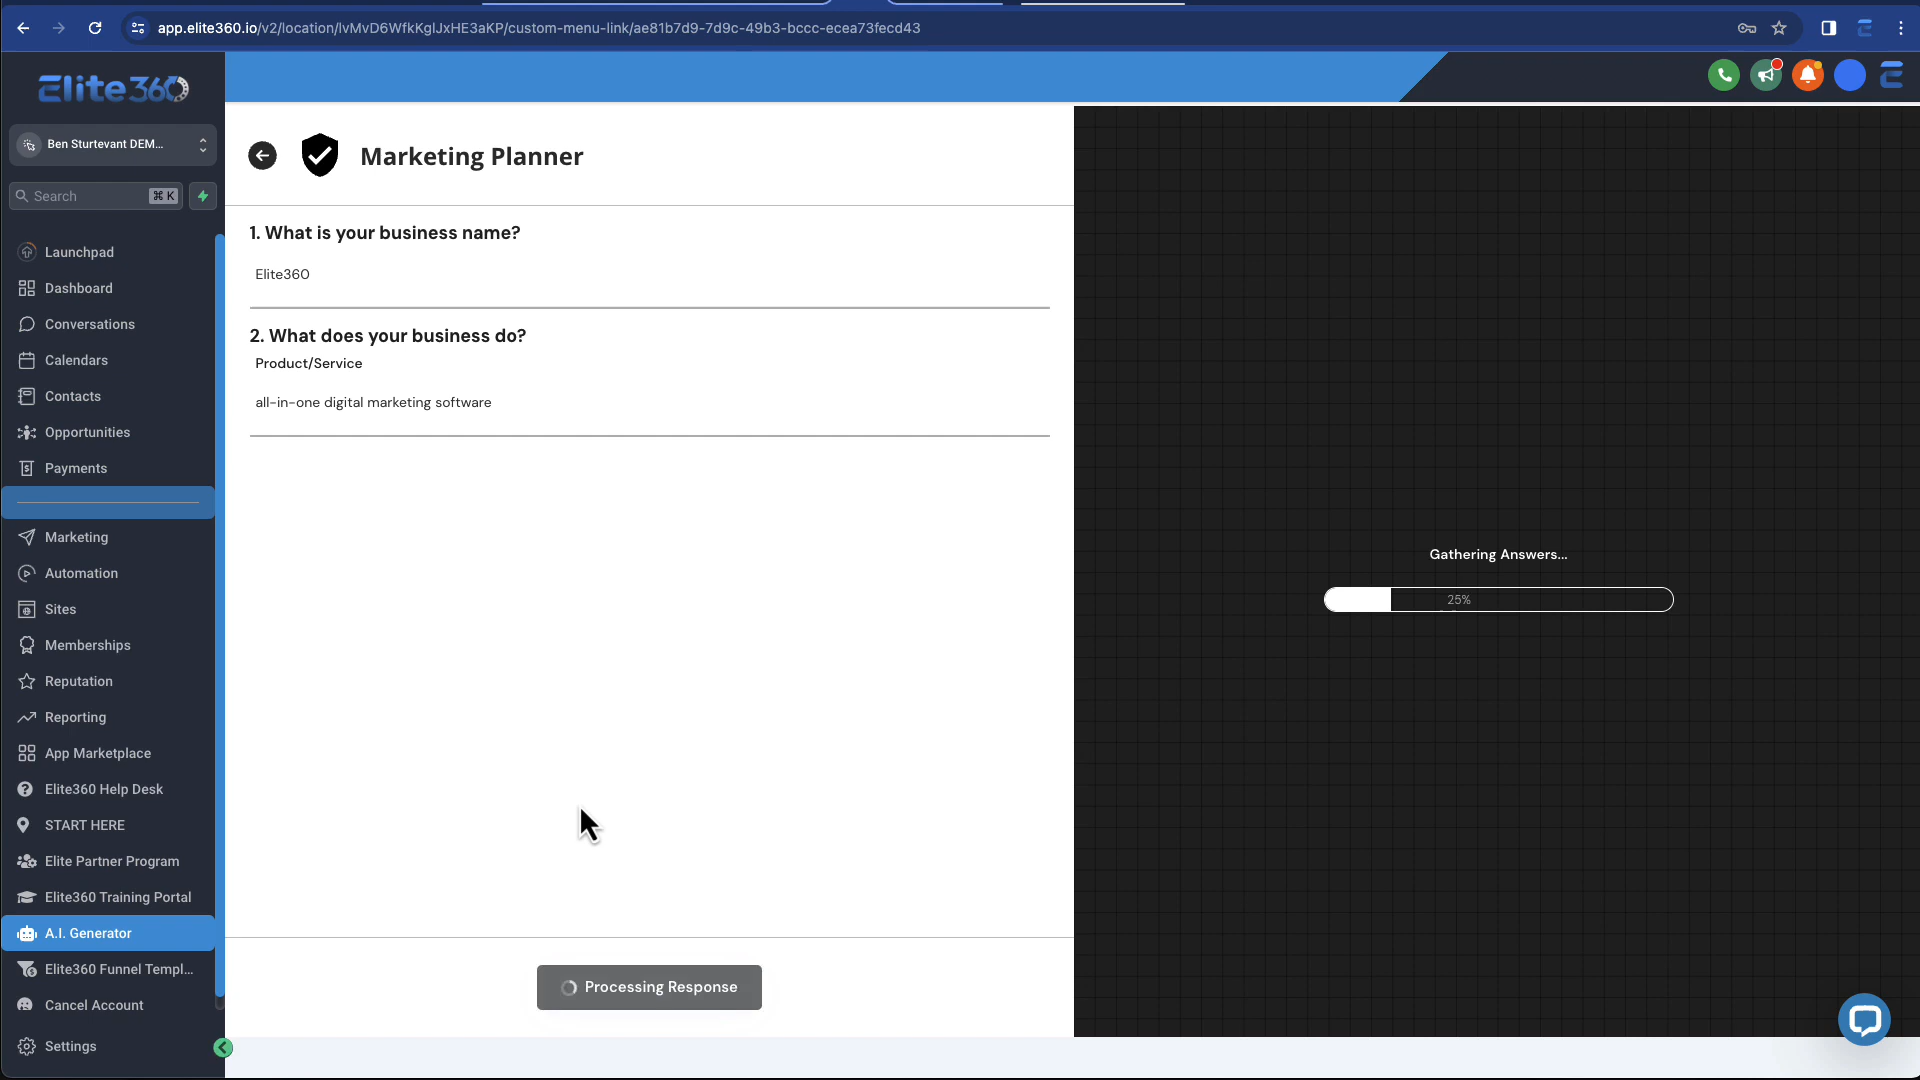 app.elite360.io/v2/location/lvMvD6WfkKglJxHE3aKP/custom-menu-link/ae81b7d9-7d9c-49b3-bccc-ecea73fecd43
Elite360
Ben Sturtevant DEM...
Search ⌘ K
Launchpad
Dashboard
Conversations
Calendars
Contacts
Opportunities
Payments
Marketing
Automation
Sites
Memberships
Reputation
Reporting
App Marketplace
Elite360 Help Desk
START HERE
Elite Partner Program
Elite360 Training Portal
A.I. Generator
Elite360 Funnel Templ...
Cancel Account
Settings
Marketing Planner
1. What is your business name?
Elite360
2. What does your business do?
Product/Service
all-in-one digital marketing software
Processing Response
Gathering Answers...
25%